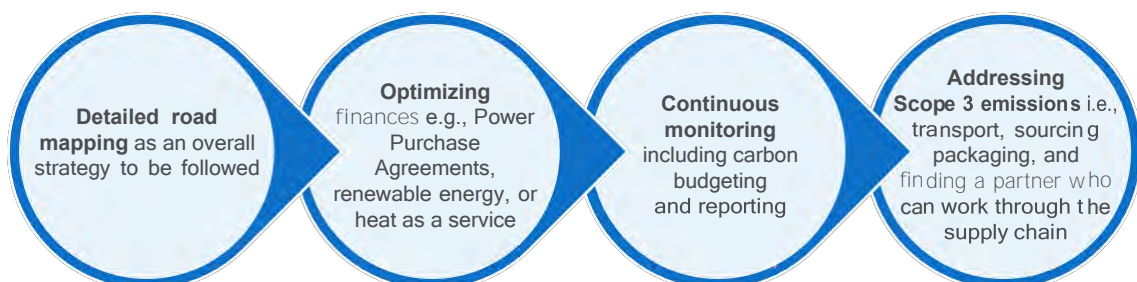 Detailed road
mapping as an overall
strategy to be followed
Optimizing
finances e.g., Power
Purchase
Agreements,
renewable energy, or
heat as a service
Continuous
monitoring
including carbon
budgeting
and reporting
Addressing
Scope 3 emissions i.e.,
transport, sourcing
packaging, and
finding a partner who
can work through the
supply chain